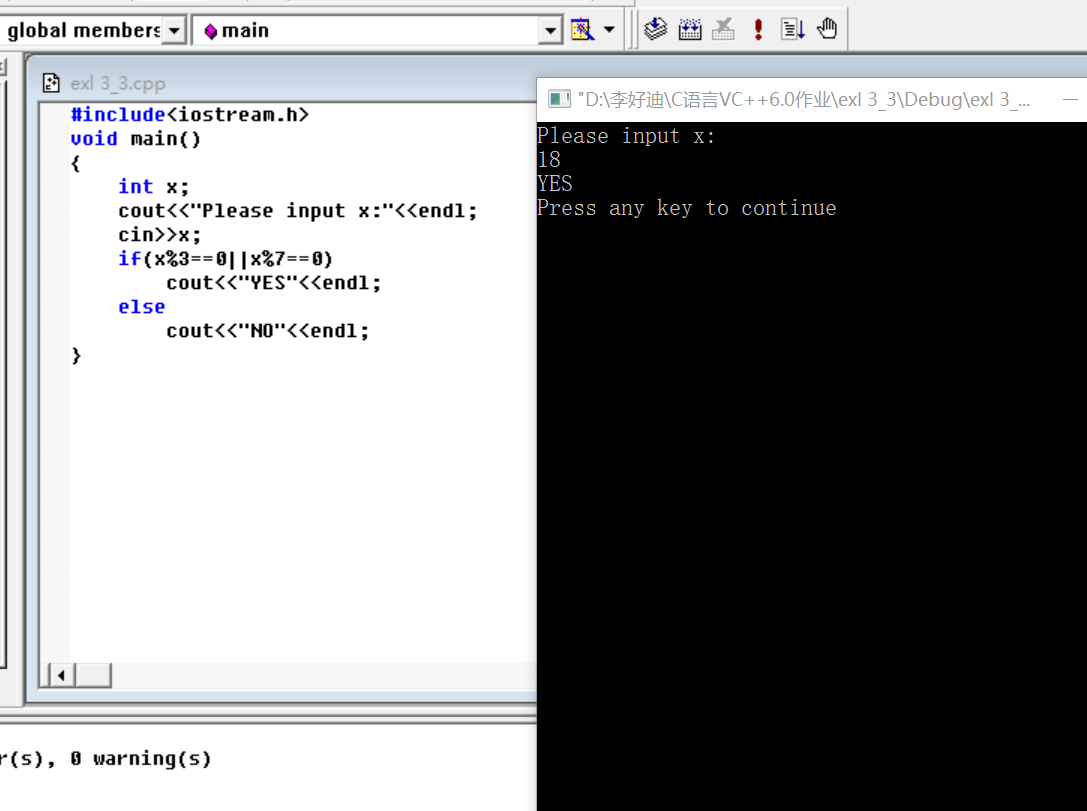 global members
main
exl 3_3.cpp
#include<iostream.h>
void main()
{
int x;
cout<<"Please input x:"<<endl;
cin>>x;
if(x%3==0||x%7==0)
cout<<"YES"<<endl;
else
cout<<"NO"<<endl;
}
"D:\李好迪\C语言VC++6.0作业\exl 3_3\Debug\exl 3_...
Please input x:
18
YES
Press any key to continue
r(s), 0 warning(s)